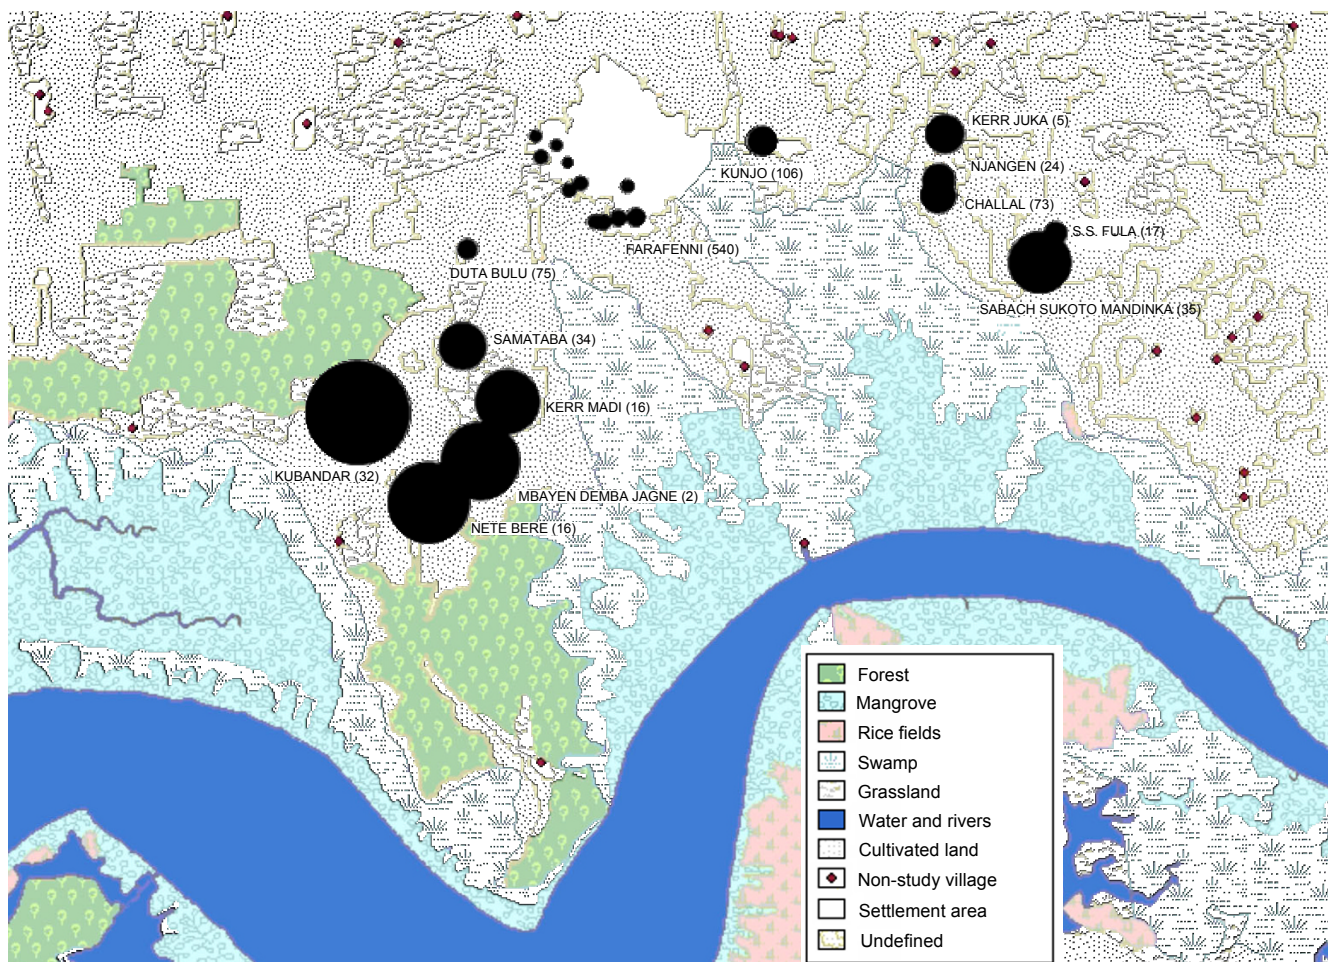 KERR JUKA (5)
KUNJO (106)
NJANGEN (24)
CHALLAL (73)
S.S. FULA (17)
FARAFENNI (540)
DUTA BULU (75)
SABACH SUKOTO MANDINKA (35)
SAMATABA (34)
KERR MADI (16)
KUBANDAR (32)
MBAYEN DEMBA JAGNE (2)
NETE BERE (16)
Forest
Mangrove
Rice fields
Swamp
Grassland
Water and rivers
Cultivated land
Non-study village
Settlement area
Undefined